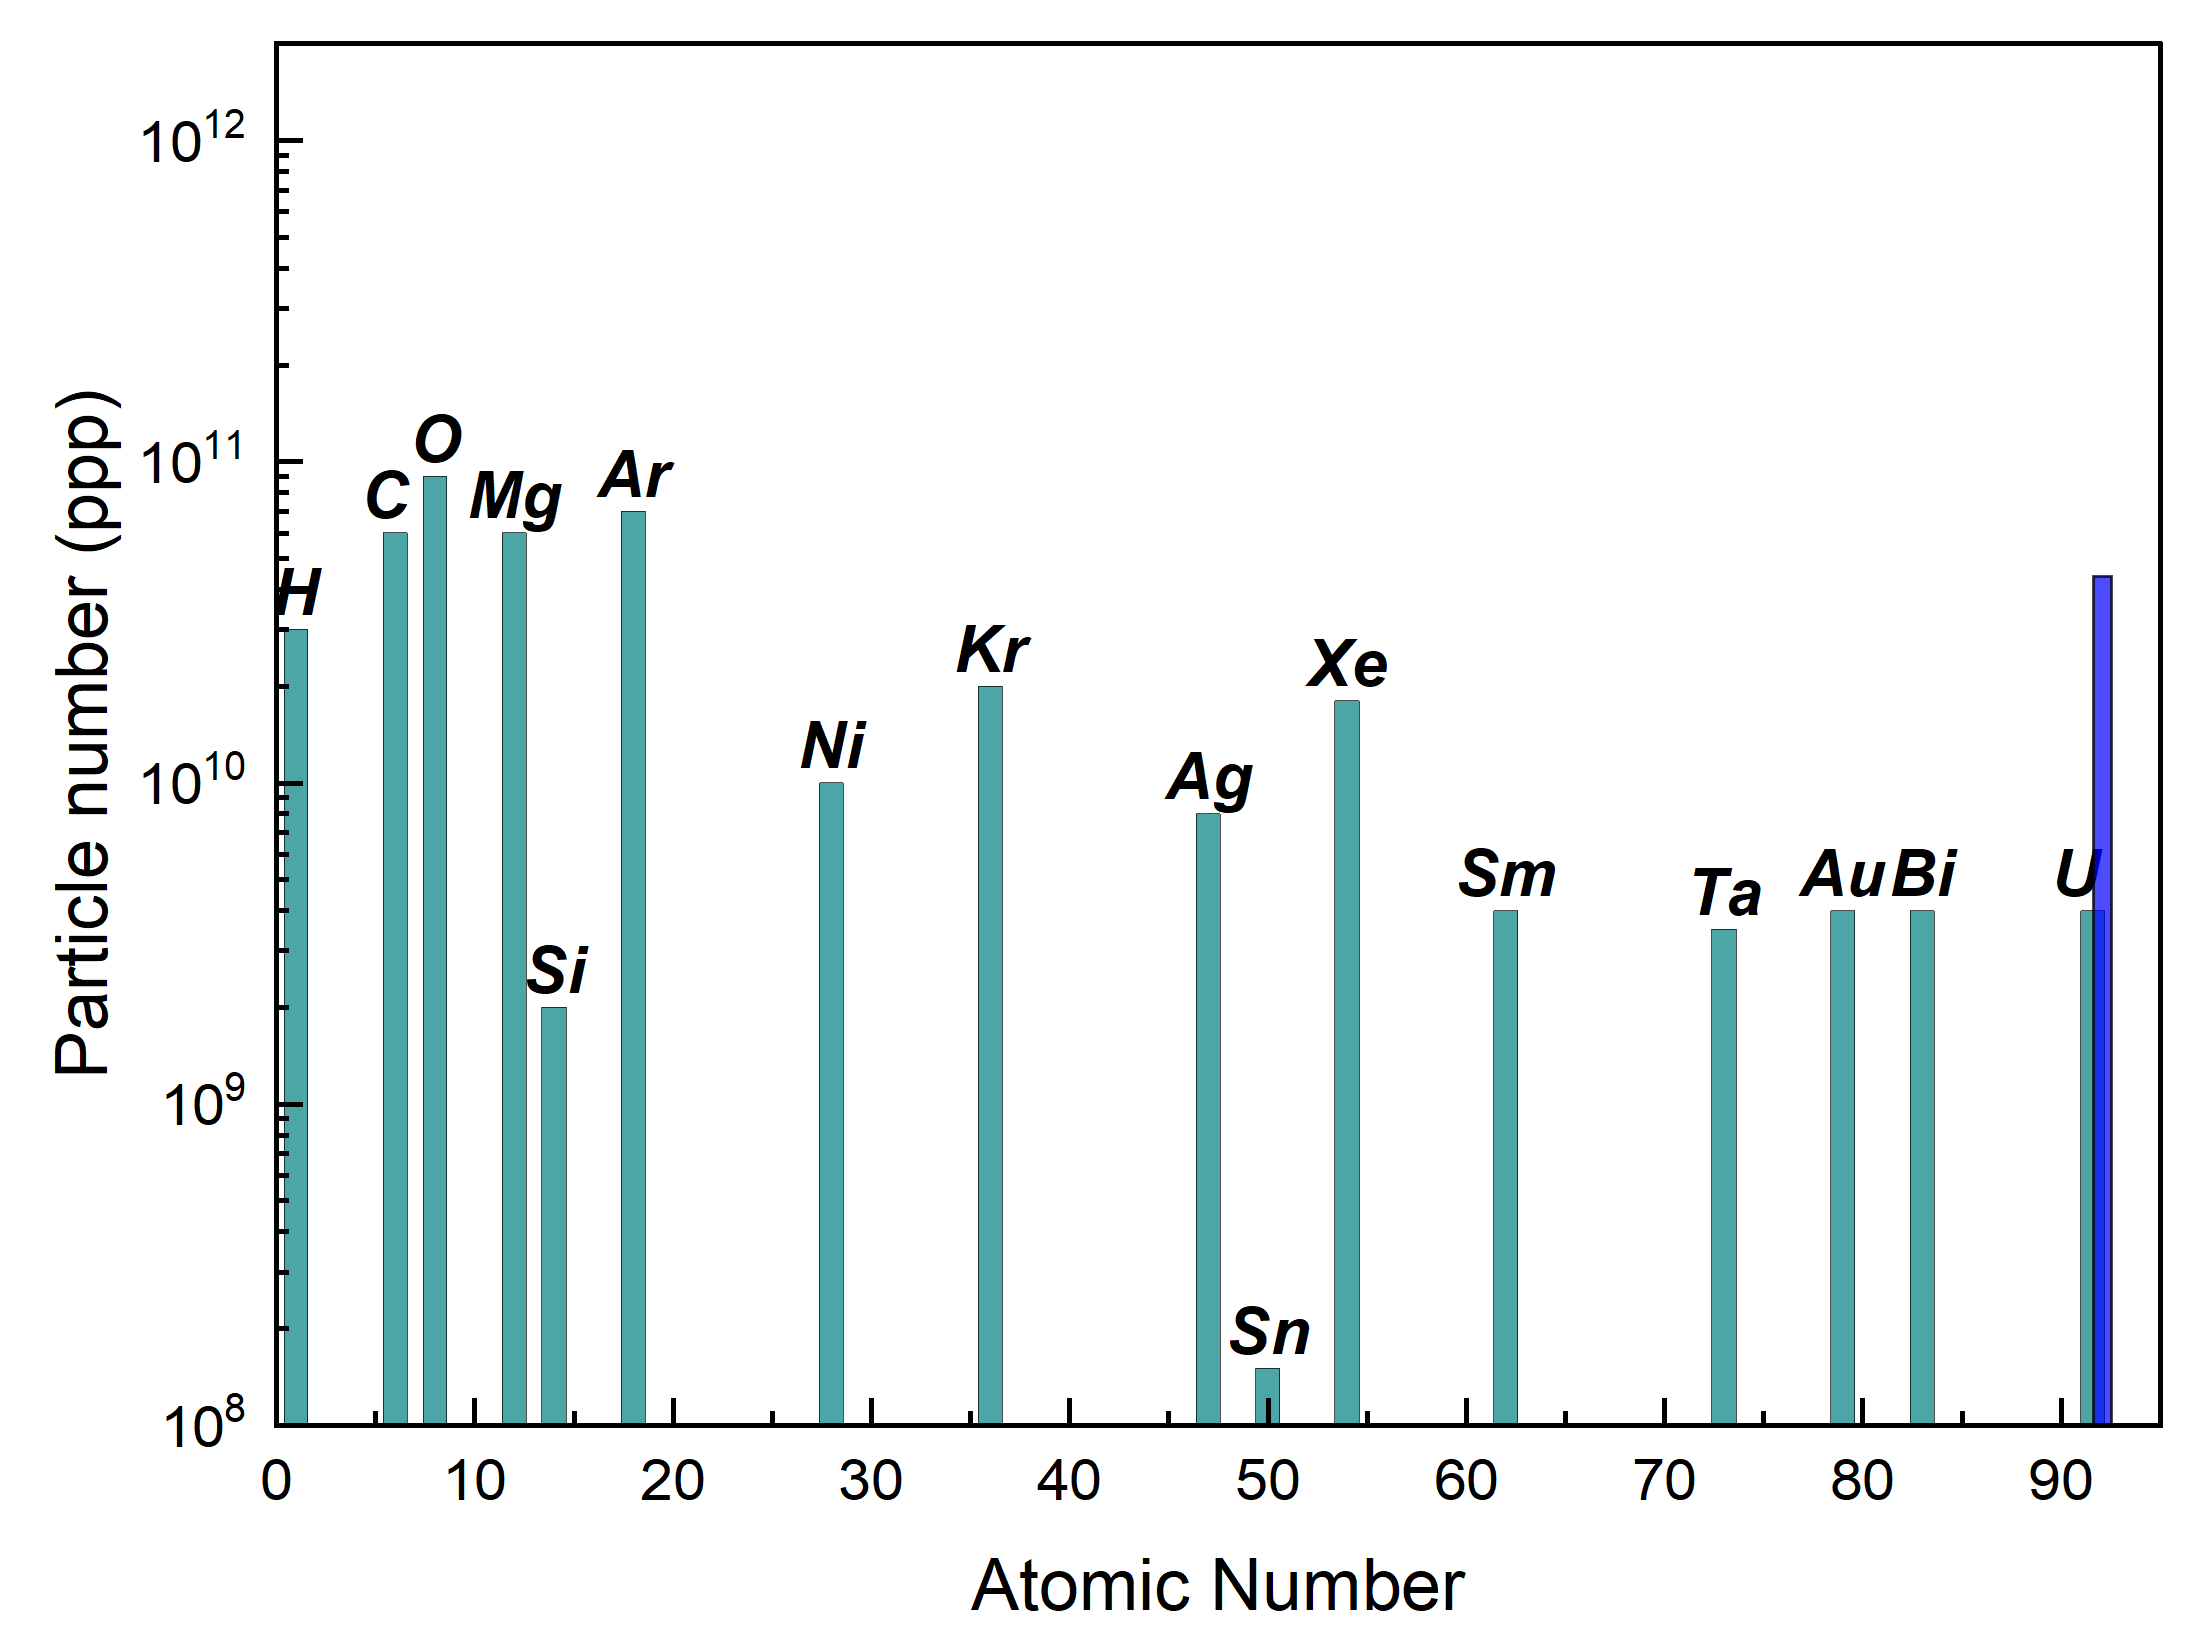 Particle number (ppp)
10¹²
10¹¹
10¹⁰
10⁹
10⁸
O
C
Mg
Ar
H
Kr
Xe
Ni
Ag
Sm
Ta
Au
Bi
U
Si
Sn
0 10 20 30 40 50 60 70 80 90
Atomic Number